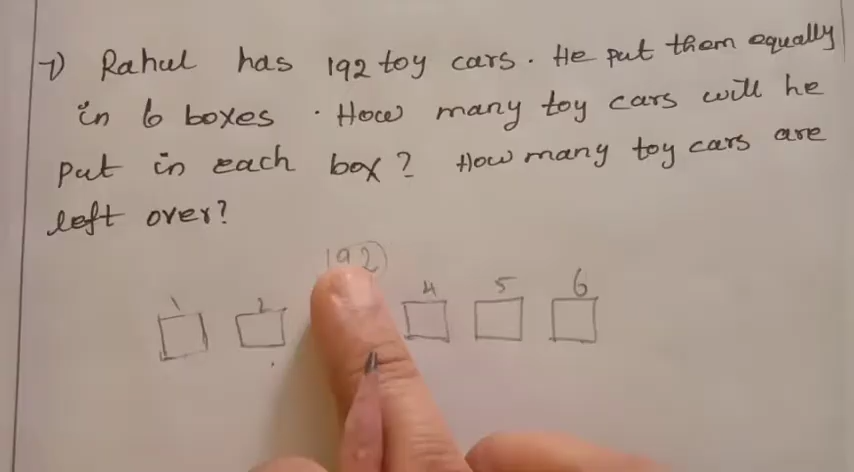 1) Rahul has 192 toy cars. He put them equally
in 6 boxes. How many toy cars will he
put in each box? How many toy cars are
left over?
192
1 2 4 5 6